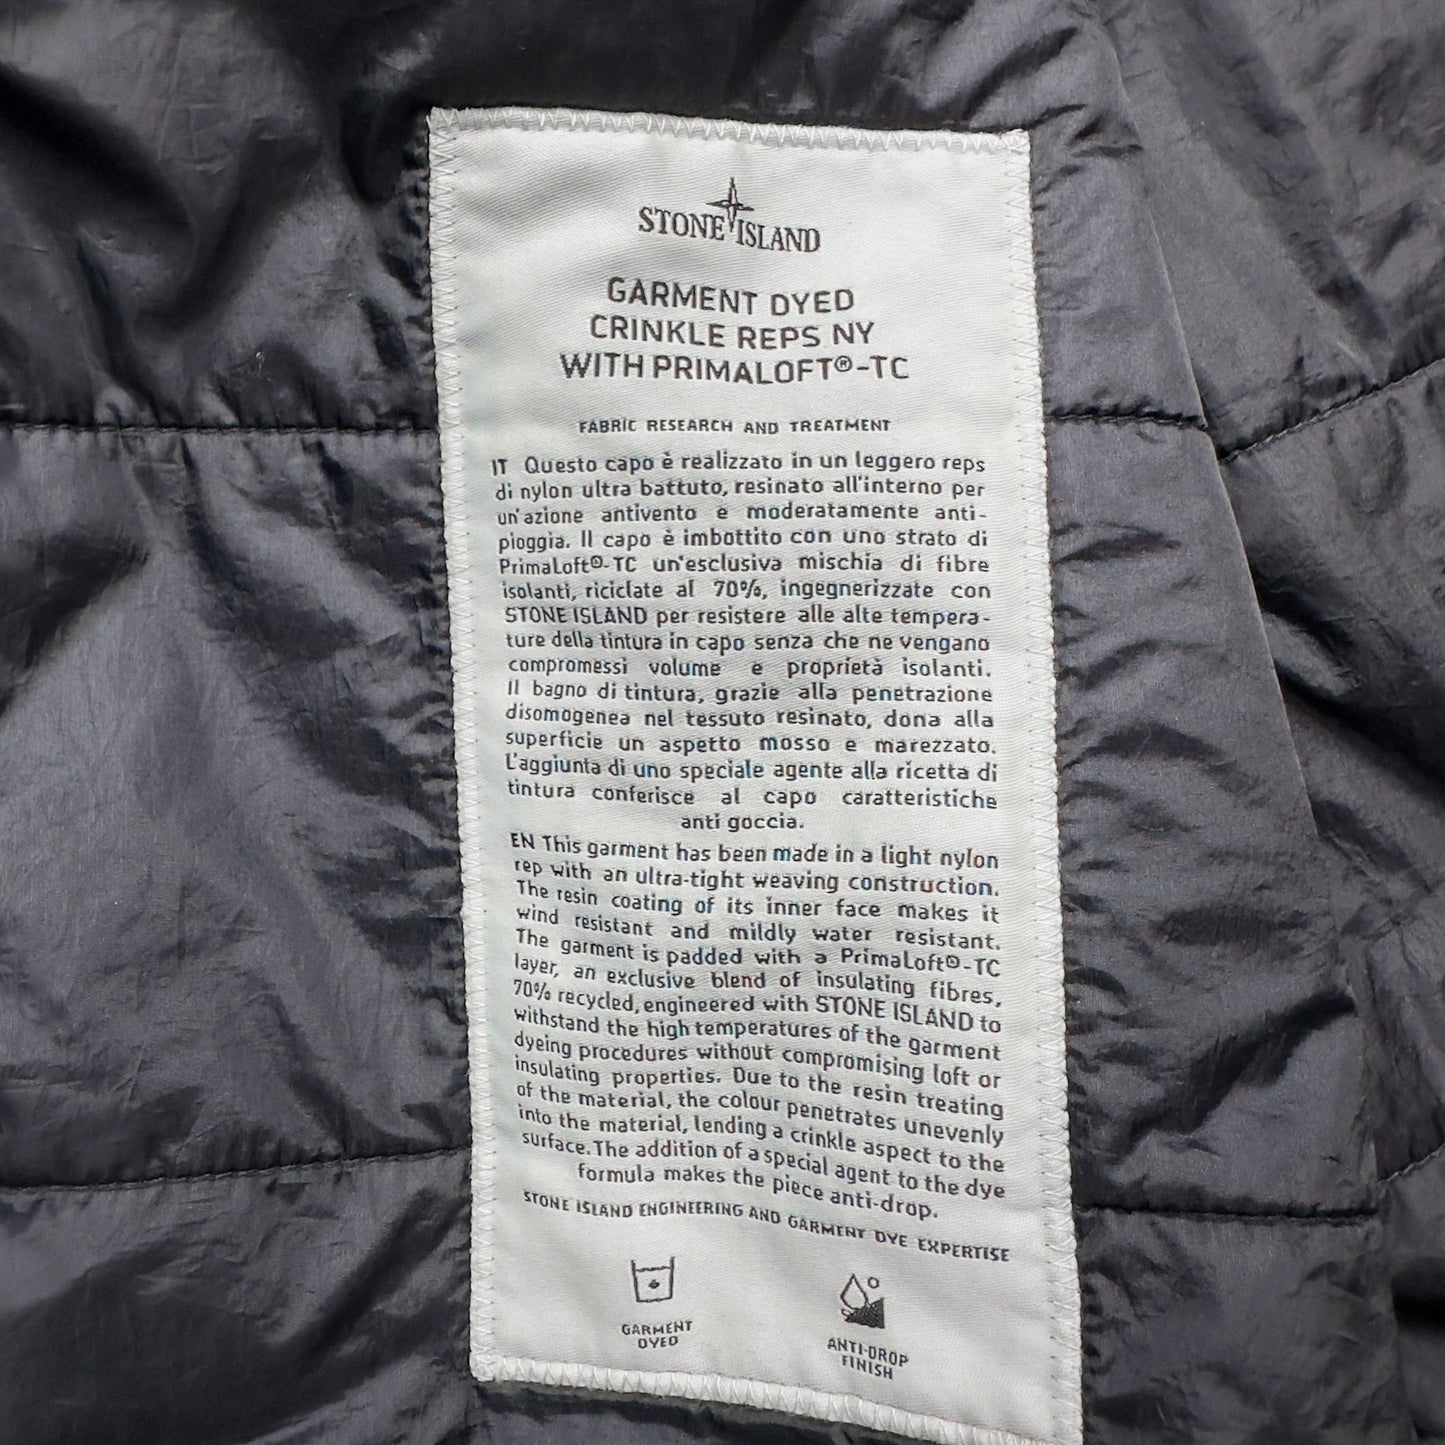 STONE ISLAND
GARMENT DYED
CRINKLE REPS NY
WITH PRIMALOFT®-TC
FABRIC RESEARCH AND TREATMENT
IT Questo capo è realizzato in un leggero reps
di nylon ultra battuto, resinato all'interno per
un'azione antivento e moderatamente anti-
pioggia. Il capo è imbottito con uno strato di
PrimaLoft®-TC un'esclusiva mischia di fibre
isolanti, riciclate al 70%, ingegnerizzate con
STONE ISLAND per resistere alle alte tempera-
ture della tintura in capo senza che ne vengano
compromessi volume e proprietà isolanti.
Il bagno di tintura, grazie alla penetrazione
disomogenea nel tessuto resinato, dona alla
superficie un aspetto mosso e marezzato.
L'aggiunta di uno speciale agente alla ricetta di
tintura conferisce al capo caratteristiche
anti goccia.
EN This garment has been made in a light nylon
rep with an ultra-tight weaving construction.
The resin coating of its inner face makes it
wind resistant and mildly water resistant.
The garment is padded with a PrimaLoft®-TC
layer, an exclusive blend of insulating fibres,
70% recycled, engineered with STONE ISLAND to
withstand the high temperatures of the garment
dyeing procedures without compromising loft or
insulating properties. Due to the resin treating
of the material, the colour penetrates unevenly
into the material, lending a crinkle aspect to the
surface. The addition of a special agent to the dye
formula makes the piece anti-drop.
STONE ISLAND ENGINEERING AND GARMENT DYE EXPERTISE
GARMENT
DYED
ANTI-DROP
FINISH